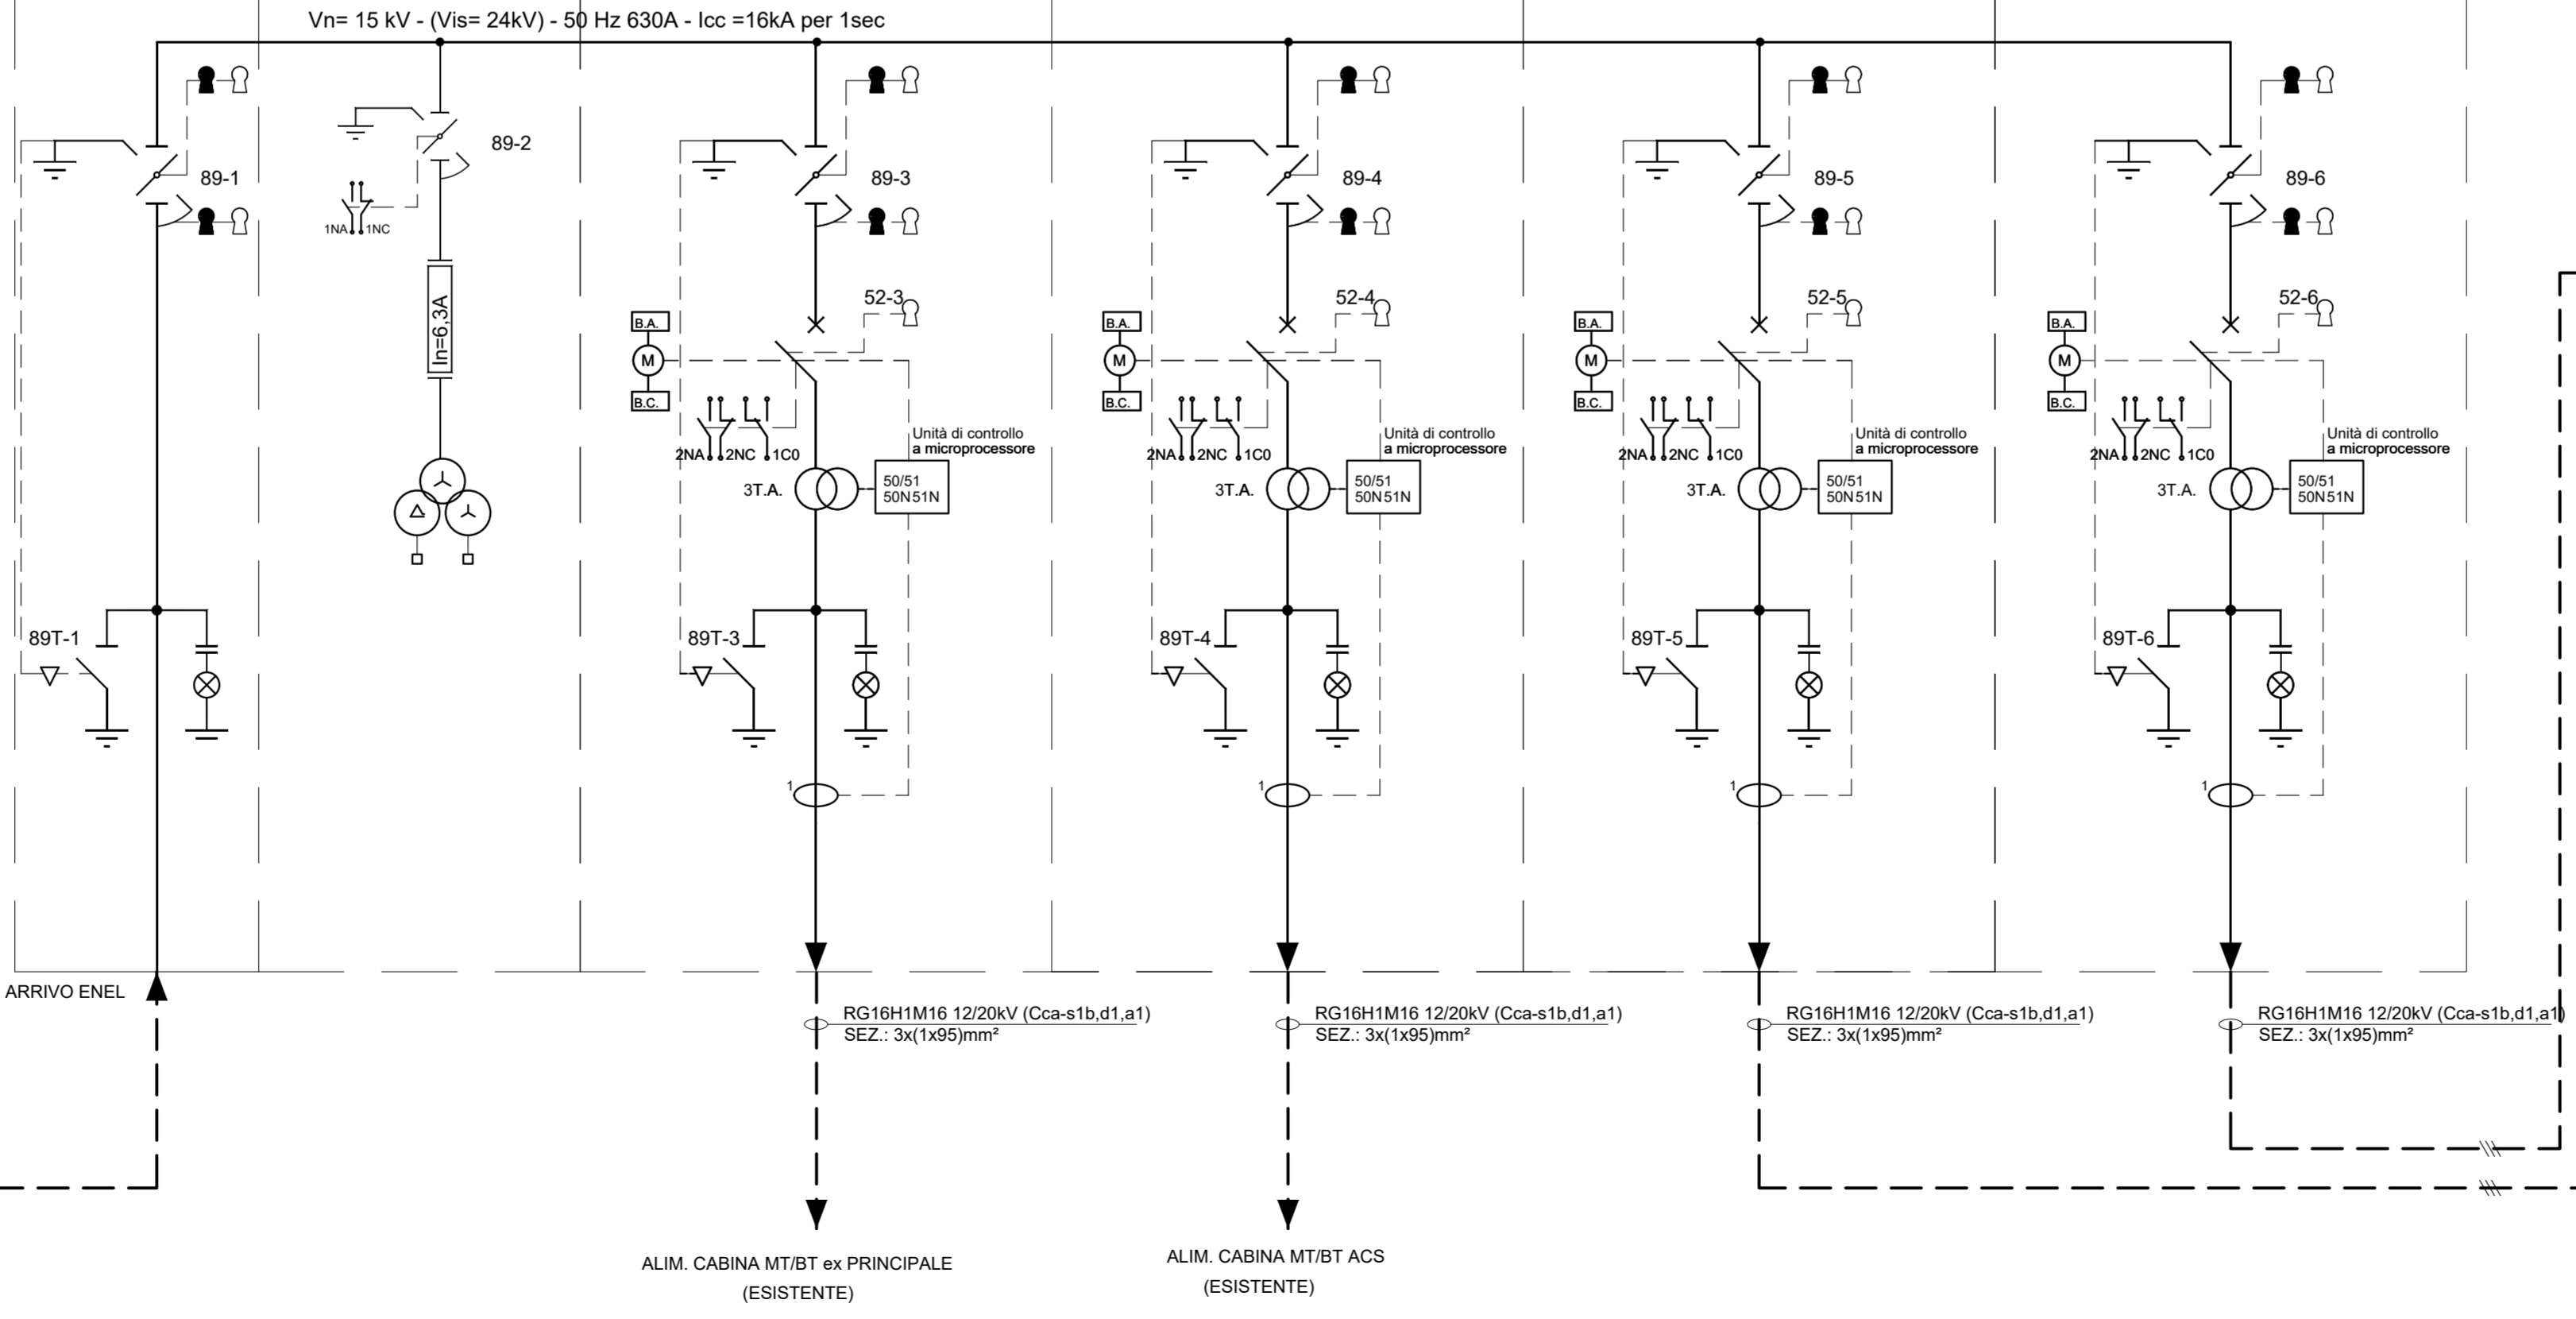 Vn= 15 kV - (Vis= 24kV) - 50 Hz 630A - Icc =16kA per 1sec
89-1
89-2
1NA
1NC
In=6,3A
89T-1
ARRIVO ENEL
89-3
52-3
B.A.
M
B.C.
2NA
2NC
1C0
Unità di controllo
a microprocessore
3T.A.
50/51
50N51N
89T-3
1
RG16H1M16 12/20kV (Cca-s1b,d1,a1)
SEZ.: 3x(1x95)mm²
ALIM. CABINA MT/BT ex PRINCIPALE
(ESISTENTE)
89-4
52-4
B.A.
M
B.C.
2NA
2NC
1C0
Unità di controllo
a microprocessore
3T.A.
50/51
50N51N
89T-4
1
RG16H1M16 12/20kV (Cca-s1b,d1,a1)
SEZ.: 3x(1x95)mm²
ALIM. CABINA MT/BT ACS
(ESISTENTE)
89-5
52-5
B.A.
M
B.C.
2NA
2NC
1C0
Unità di controllo
a microprocessore
3T.A.
50/51
50N51N
89T-5
1
RG16H1M16 12/20kV (Cca-s1b,d1,a1)
SEZ.: 3x(1x95)mm²
89-6
52-6
B.A.
M
B.C.
2NA
2NC
1C0
Unità di controllo
a microprocessore
3T.A.
50/51
50N51N
89T-6
1
RG16H1M16 12/20kV (Cca-s1b,d1,a1)
SEZ.: 3x(1x95)mm²